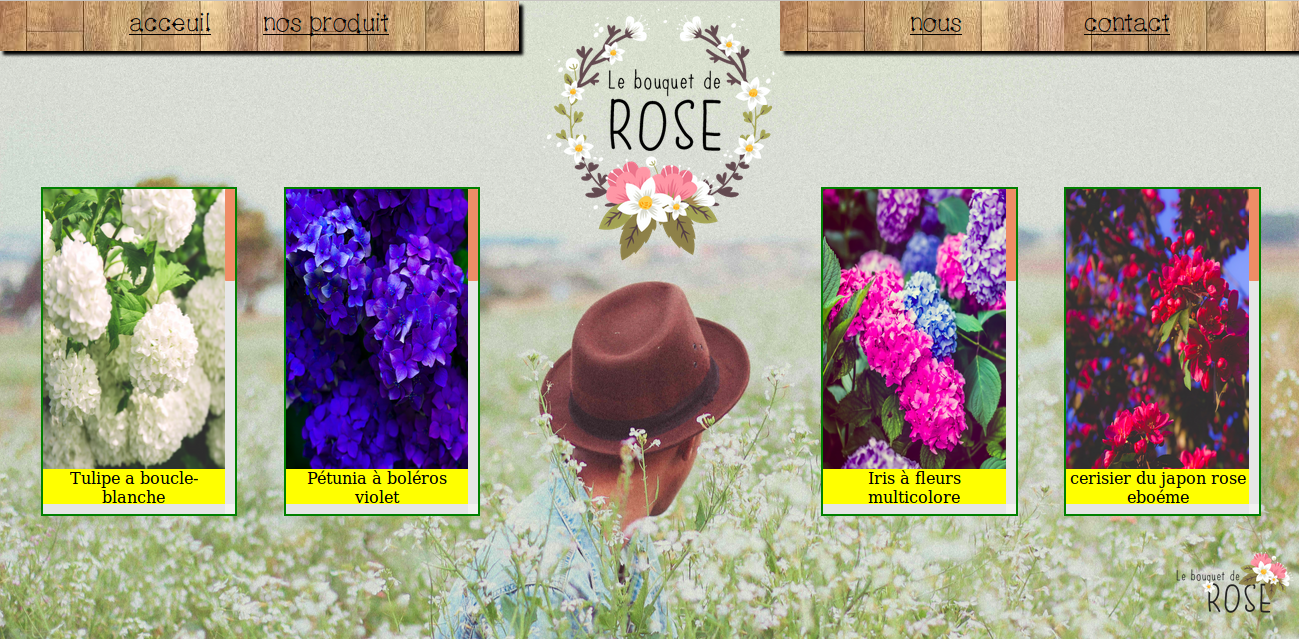 acceuil
nos produit
nous
contact
Le bouquet de
ROSE
Tulipe a boucle-
blanche
Pétunia à boléros
violet
Iris à fleurs
multicolore
cerisier du japon rose
eboéme
Le bouquet de
ROSE